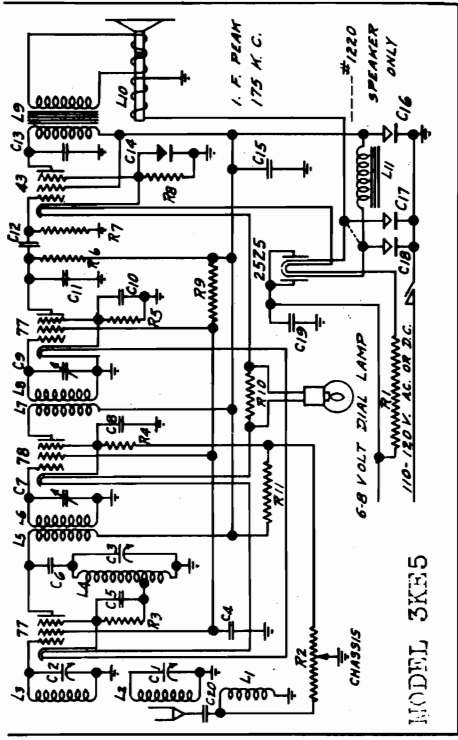 L3
C2
77
L5
L6
C7
78
L7
L8
C9
77
C12
43
C13
L9
C6
L4
C3
C5
R3
C4
C8
R4
C10
R5
C11
R6
R7
C14
R8
L10
L2
C1
R11
R9
R10
C15
I.F. PEAK
175 K.C.
C20
L1
R2
CHASSIS
25Z5
C19
6-8 VOLT DIAL LAMP
R1
110-120 V. AC. OR D.C.
L11
C18
C17
C16
#1220
SPEAKER
ONLY
MODEL 3KE5